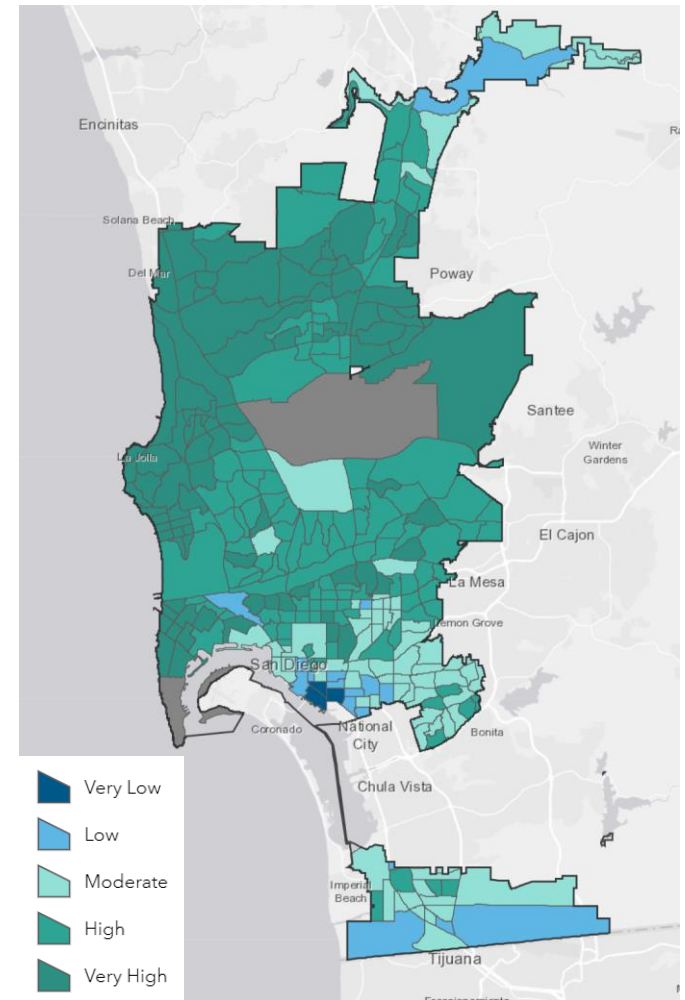 Encinitas
Ra
Solana Beach
Del Mar
Poway
Santee
La Jolla
Winter
Gardens
El Cajon
La Mesa
Lemon Grove
San Diego
Coronado
National
City
Bonita
Chula Vista
Very Low
Low
Moderate
High
Very High
Imperial
Beach
Tijuana